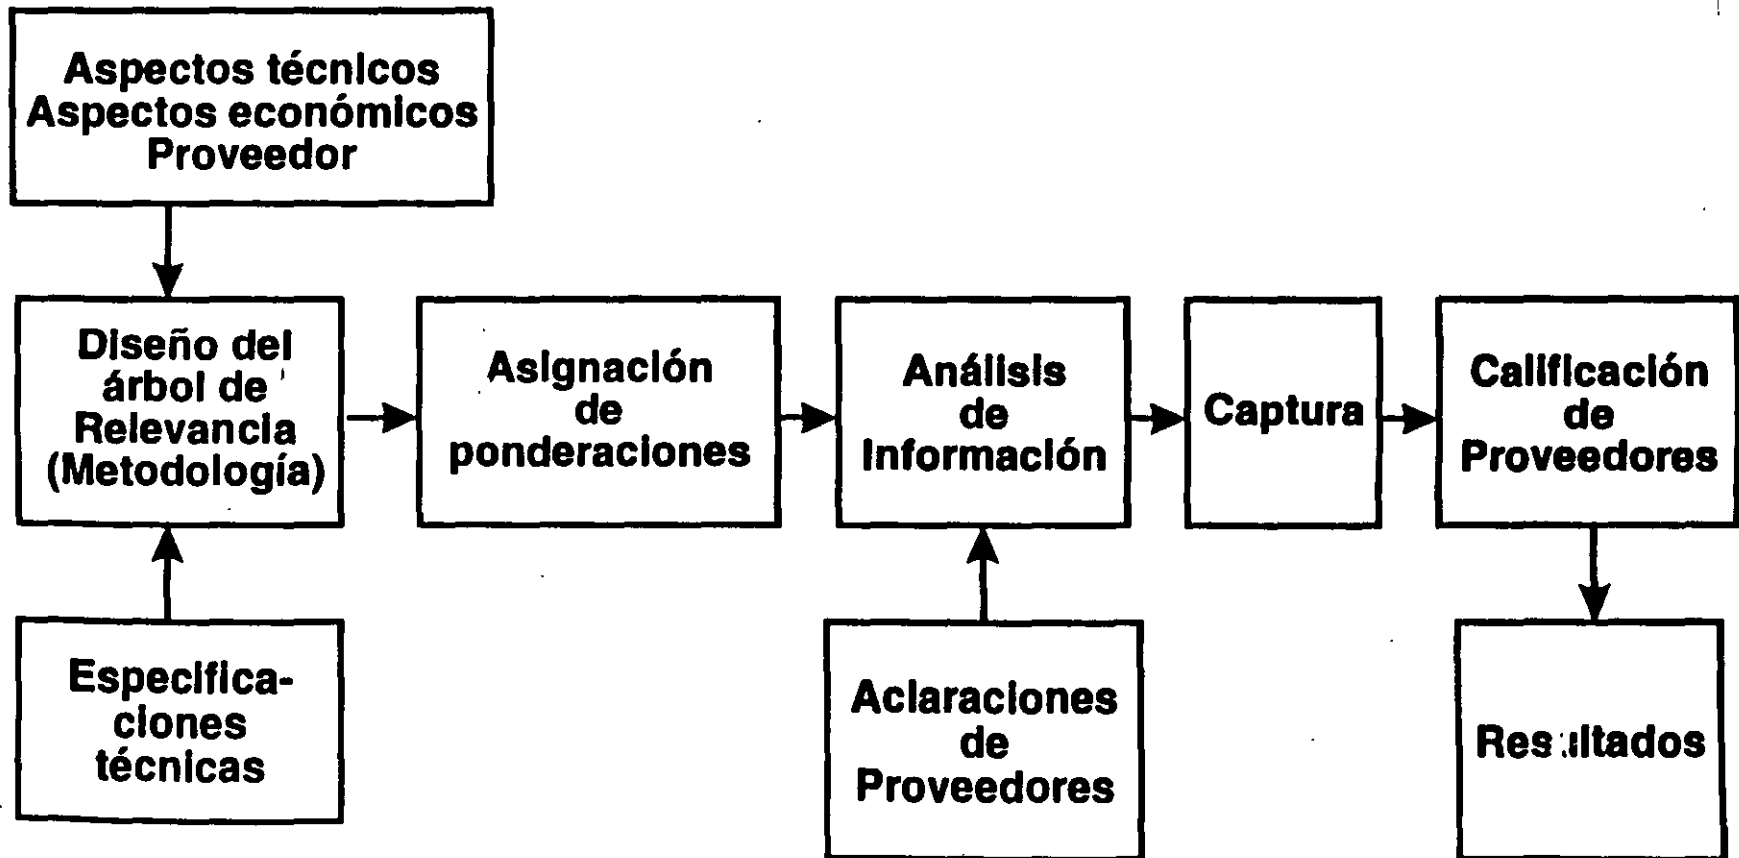 Aspectos técnicos
Aspectos económicos
Proveedor
Diseño del
árbol de
Relevancia
(Metodología)
Asignación
de
ponderaciones
Análisis
de
Información
Captura
Calificación
de
Proveedores
Especifica-
ciones
técnicas
Aclaraciones
de
Proveedores
Resultados